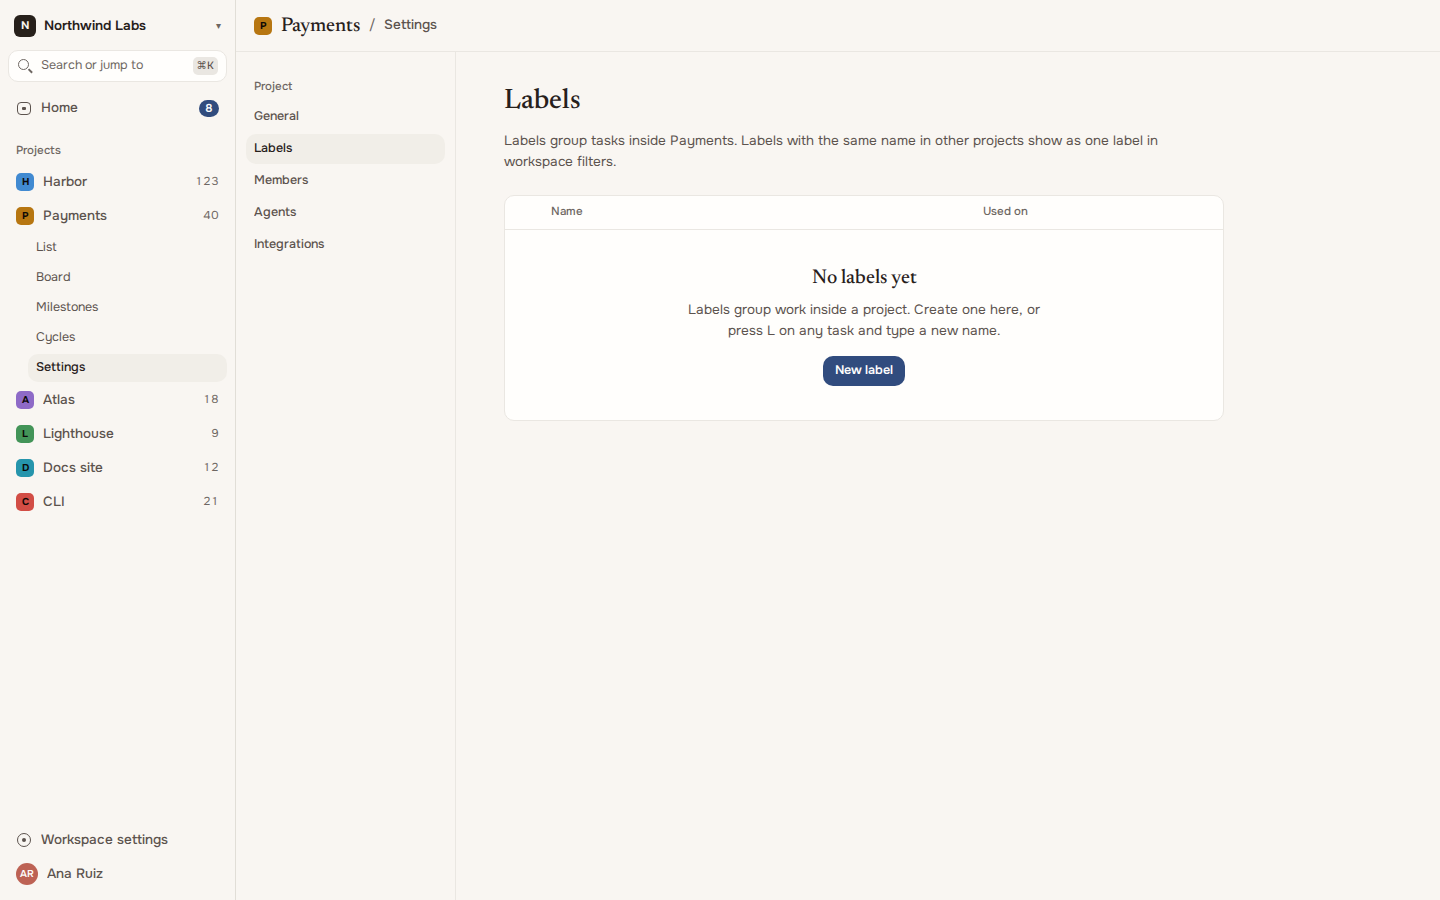 N Northwind Labs ▾
Search or jump to ⌘K
Home 8
Projects
H Harbor 123
P Payments 40
List
Board
Milestones
Cycles
Settings
A Atlas 18
L Lighthouse 9
D Docs site 12
C CLI 21
Workspace settings
AR Ana Ruiz
P Payments / Settings
Project
General
Labels
Members
Agents
Integrations
Labels
Labels group tasks inside Payments. Labels with the same name in other projects show as one label in
workspace filters.
Name Used on
No labels yet
Labels group work inside a project. Create one here, or
press L on any task and type a new name.
New label